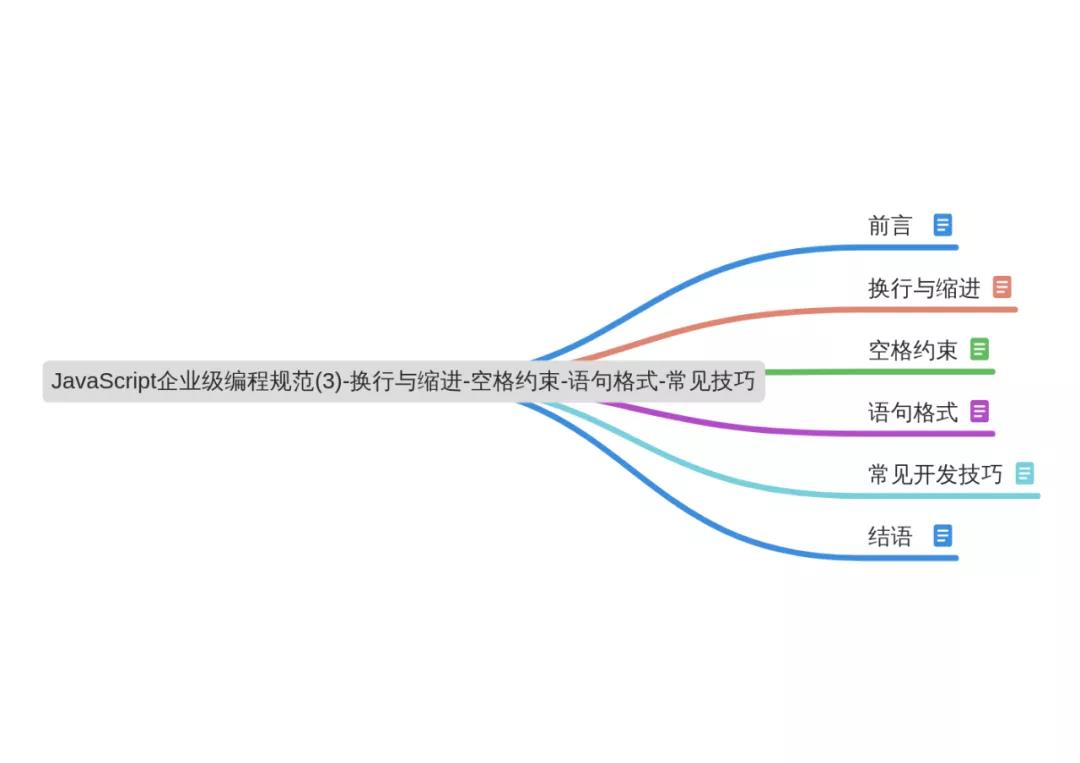 前言
换行与缩进
空格约束
JavaScript企业级编程规范(3)-换行与缩进-空格约束-语句格式-常见技巧
语句格式
常见开发技巧
结语